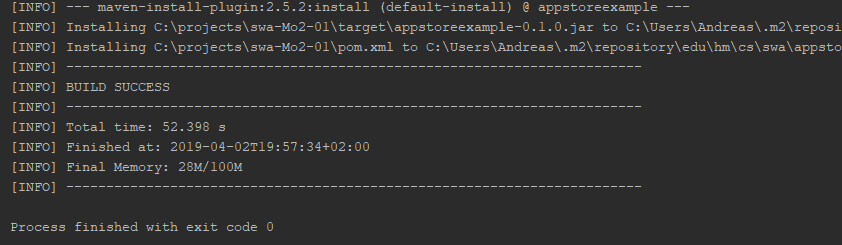 [INFO] --- maven-install-plugin:2.5.2:install (default-install) @ appstoreexample ---
[INFO] Installing C:\projects\swa-Mo2-01\target\appstoreexample-0.1.0.jar to C:\Users\Andreas\.m2\reposi
[INFO] Installing C:\projects\swa-Mo2-01\pom.xml to C:\Users\Andreas\.m2\repository\edu\hm\cs\swa\appsto
[INFO] ------------------------------------------------------------------------
[INFO] BUILD SUCCESS
[INFO] ------------------------------------------------------------------------
[INFO] Total time: 52.398 s
[INFO] Finished at: 2019-04-02T19:57:34+02:00
[INFO] Final Memory: 28M/100M
[INFO] ------------------------------------------------------------------------
Process finished with exit code 0